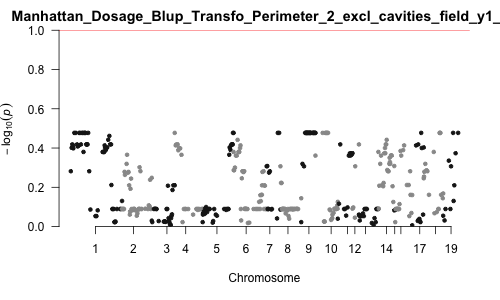 Manhattan_Dosage_Blup_Transfo_Perimeter_2_excl_cavities_field_y1_
1.0
0.8
0.6
0.4
0.2
0.0
− log10(p)
1 2 3 4 5 6 7 8 9 10 12 14 17 19
Chromosome